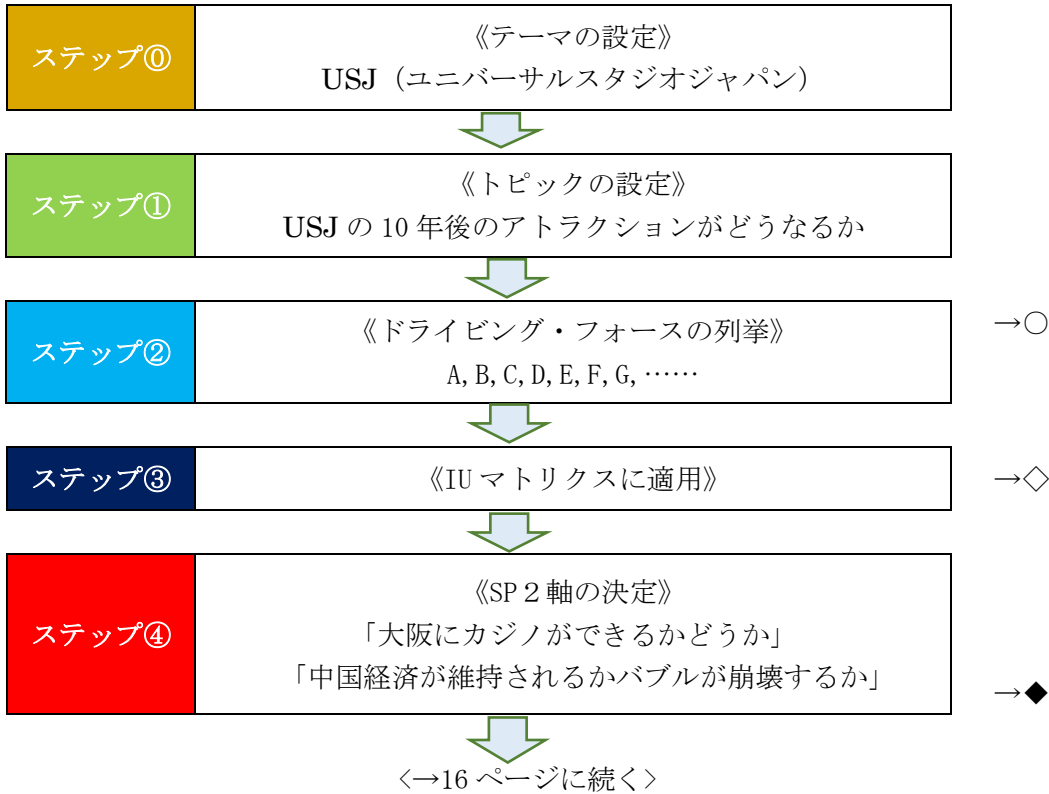 ステップ⓪
《テーマの設定》
USJ（ユニバーサルスタジオジャパン）
ステップ①
《トピックの設定》
USJ の 10 年後のアトラクションがどうなるか
ステップ②
《ドライビング・フォースの列挙》
A, B, C, D, E, F, G, ……
→○
ステップ③
《IU マトリクスに適用》
→◇
ステップ④
《SP２軸の決定》
「大阪にカジノができるかどうか」
「中国経済が維持されるかバブルが崩壊するか」
→◆
<→16 ページに続く>